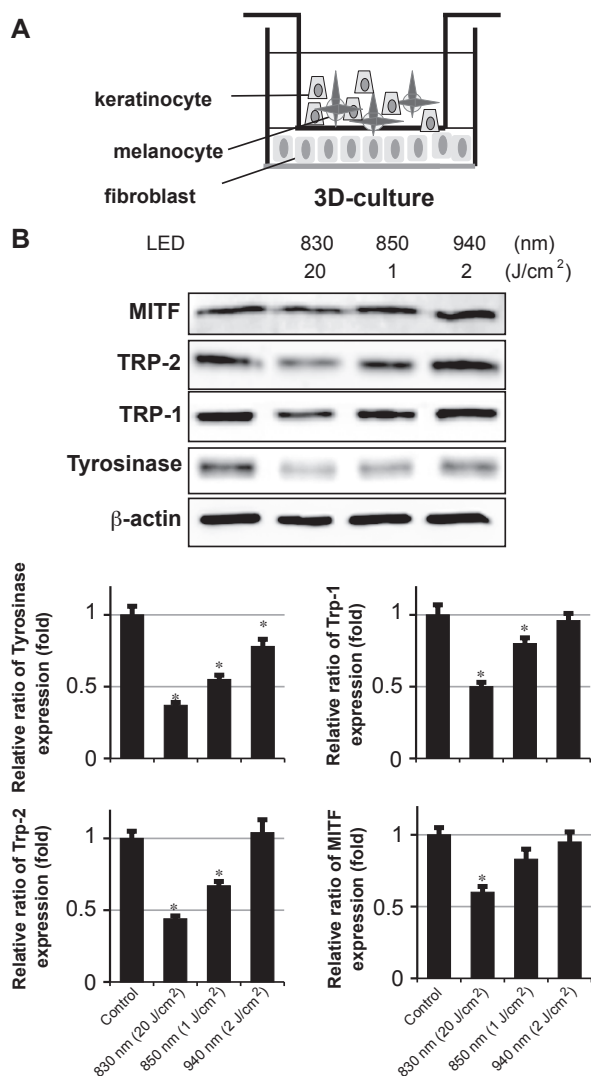 A
keratinocyte
melanocyte
fibroblast
3D-culture
B
LED 830 850 940 (nm)
20 1 2 (J/cm²)
MITF
TRP-2
TRP-1
Tyrosinase
β-actin
Relative ratio of Tyrosinase
expression (fold)
1
0.5
0
*
*
*
Relative ratio of Trp-1
expression (fold)
1
0.5
0
*
*
Relative ratio of Trp-2
expression (fold)
1
0.5
0
*
*
Control
830 nm (20 J/cm²)
850 nm (1 J/cm²)
940 nm (2 J/cm²)
Relative ratio of MITF
expression (fold)
1
0.5
0
*
Control
830 nm (20 J/cm²)
850 nm (1 J/cm²)
940 nm (2 J/cm²)